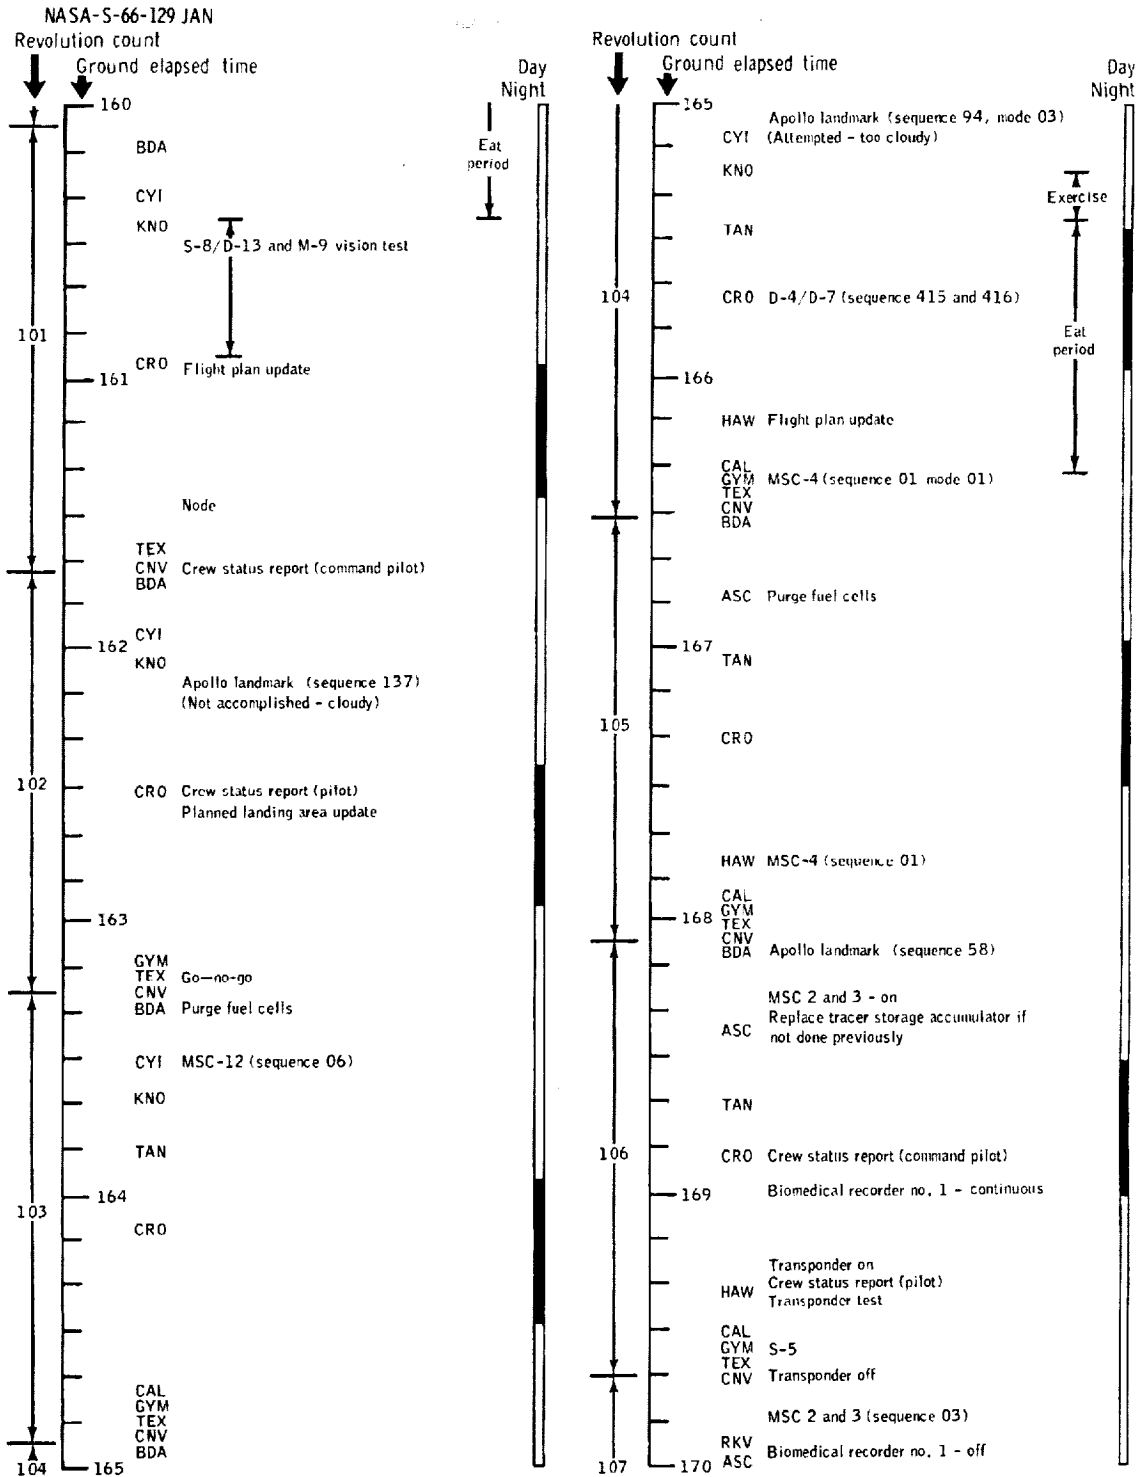 NASA-S-66-129 JAN
Revolution count
Ground elapsed time
Day
Night
160
BDA
Eat
period
CYI
KNO
S-8/D-13 and M-9 vision test
101
CRO Flight plan update
161
Node
TEX
CNV Crew status report (command pilot)
BDA
CYI
162
KNO
Apollo landmark (sequence 137)
(Not accomplished - cloudy)
102
CRO Crew status report (pilot)
Planned landing area update
163
GYM
TEX Go-no-go
CNV
BDA Purge fuel cells
CYI MSC-12 (sequence 06)
KNO
TAN
164
103
CRO
CAL
GYM
TEX
CNV
BDA
104
165
Revolution count
Ground elapsed time
Day
Night
165
Apollo landmark (sequence 94, mode 03)
CYI (Attempted - too cloudy)
KNO
Exercise
TAN
104
CRO D-4/D-7 (sequence 415 and 416)
Eat
period
166
HAW Flight plan update
CAL
GYM MSC-4 (sequence 01 mode 01)
TEX
CNV
BDA
ASC Purge fuel cells
167
TAN
105
CRO
HAW MSC-4 (sequence 01)
CAL
GYM
168
TEX
CNV
BDA Apollo landmark (sequence 58)
MSC 2 and 3 - on
Replace tracer storage accumulator if
ASC
not done previously
TAN
106
CRO Crew status report (command pilot)
169
Biomedical recorder no. 1 - continuous
Transponder on
Crew status report (pilot)
HAW
Transponder test
CAL
GYM S-5
TEX
CNV Transponder off
MSC 2 and 3 (sequence 03)
RKV
Biomedical recorder no. 1 - off
ASC
107
170